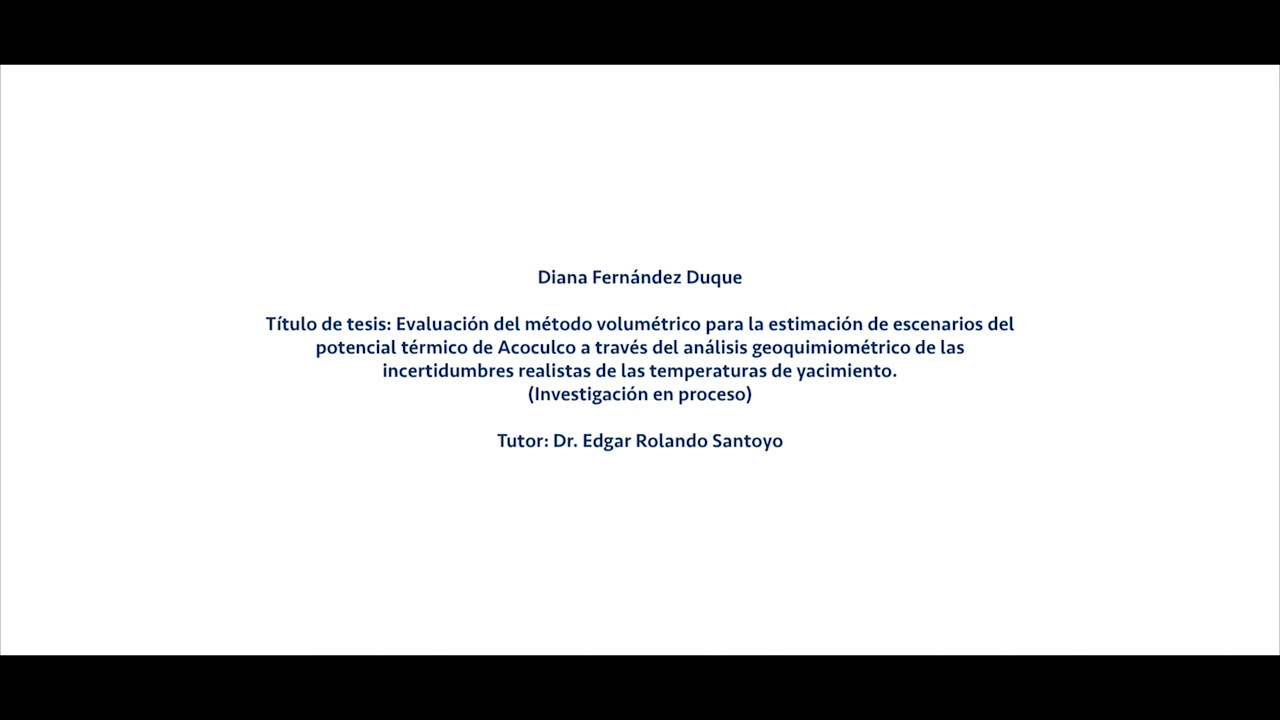 Diana Fernández Duque
Título de tesis: Evaluación del método volumétrico para la estimación de escenarios del
potencial térmico de Acoculco a través del análisis geoquimiométrico de las
incertidumbres realistas de las temperaturas de yacimiento.
(Investigación en proceso)
Tutor: Dr. Edgar Rolando Santoyo